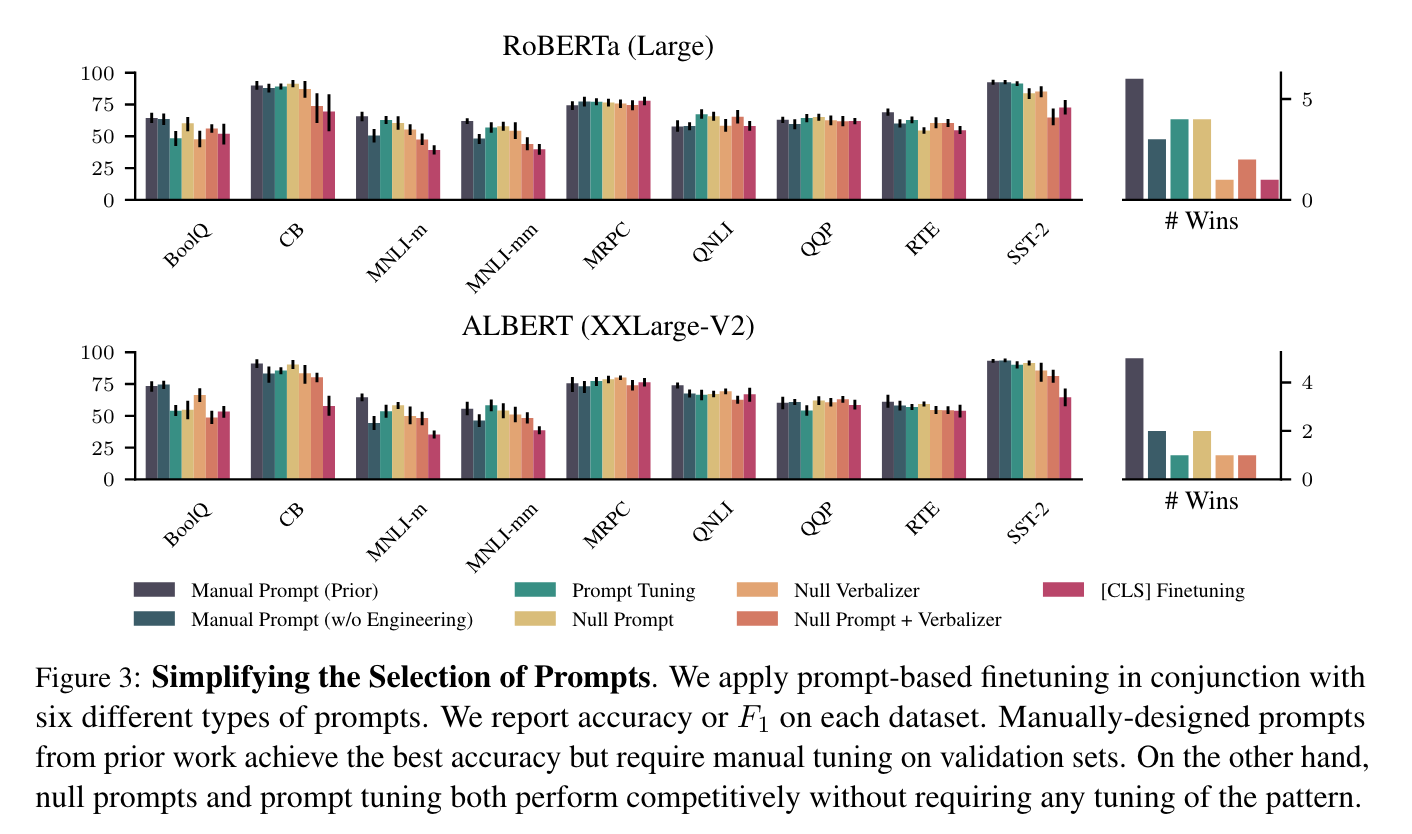 RoBERTa (Large)
100
75
50
25
0
BoolQ
CB
MNLI-m
MNLI-mm
MRPC
QNLI
QQP
RTE
SST-2
5
0
# Wins
ALBERT (XXLarge-V2)
100
75
50
25
0
BoolQ
CB
MNLI-m
MNLI-mm
MRPC
QNLI
QQP
RTE
SST-2
4
2
0
# Wins
Manual Prompt (Prior)
Manual Prompt (w/o Engineering)
Prompt Tuning
Null Prompt
Null Verbalizer
Null Prompt + Verbalizer
[CLS] Finetuning
Figure 3: Simplifying the Selection of Prompts. We apply prompt-based finetuning in conjunction with
six different types of prompts. We report accuracy or F₁ on each dataset. Manually-designed prompts
from prior work achieve the best accuracy but require manual tuning on validation sets. On the other hand,
null prompts and prompt tuning both perform competitively without requiring any tuning of the pattern.